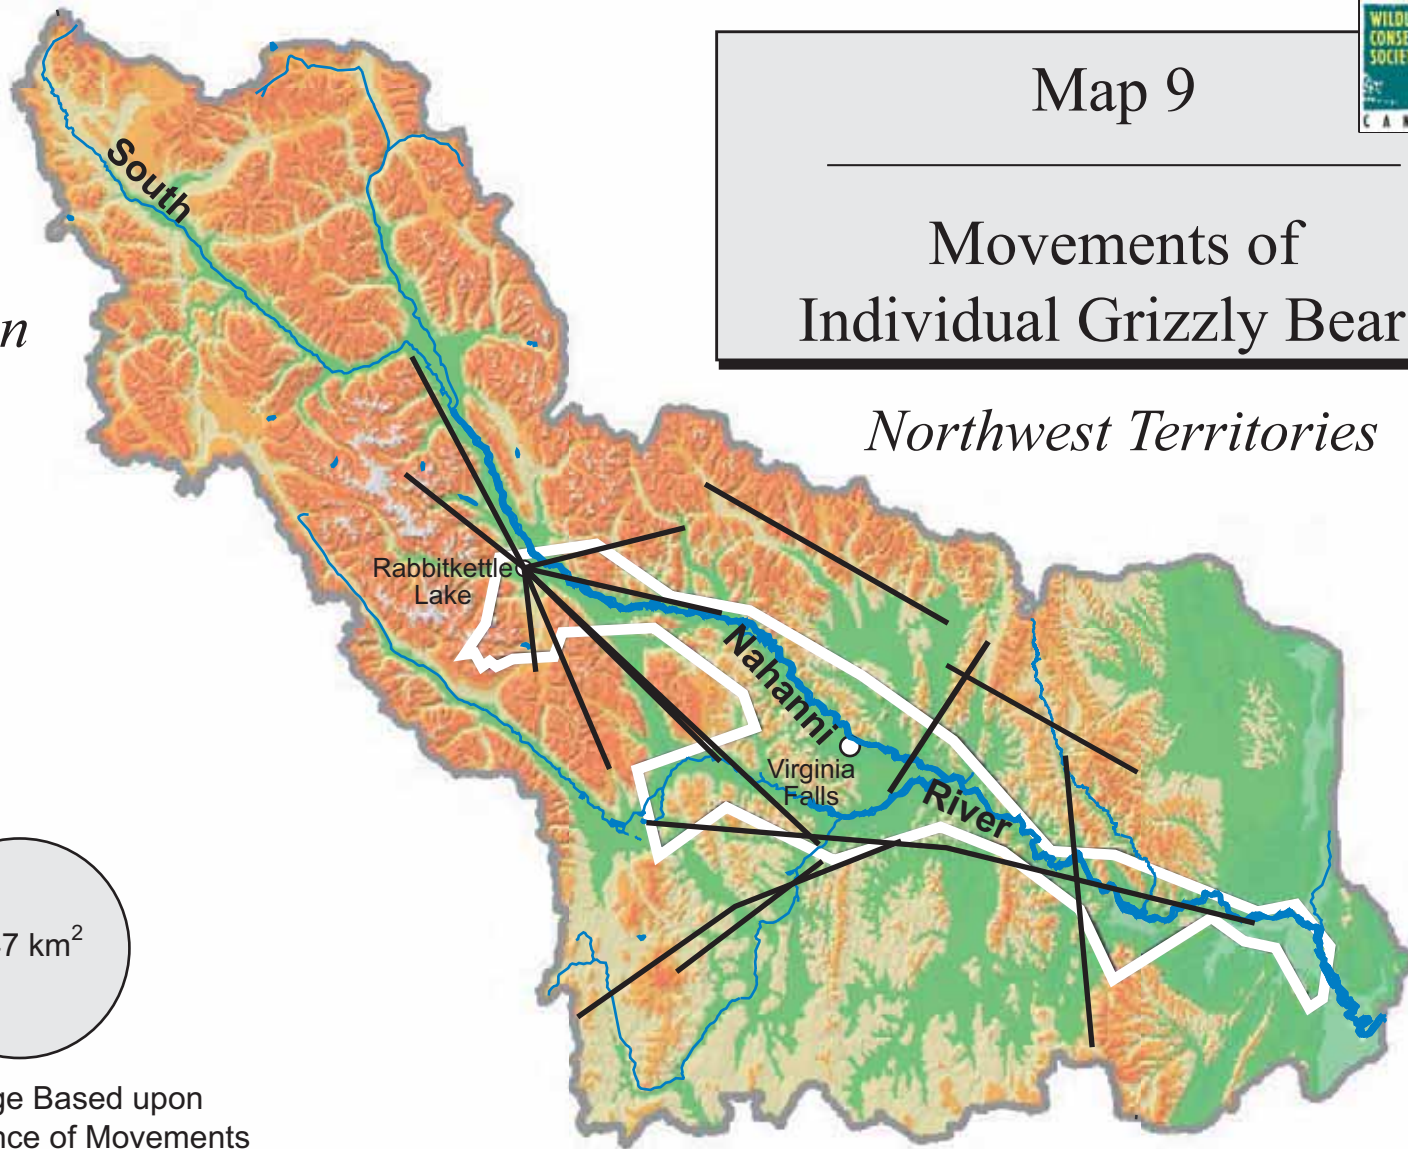 Map 9
Movements of
Individual Grizzly Bear
Northwest Territories
South
n
Rabbitkettle
Lake
Nahanni
Virginia
Falls
River
7 km2
ge Based upon
nce of Movements